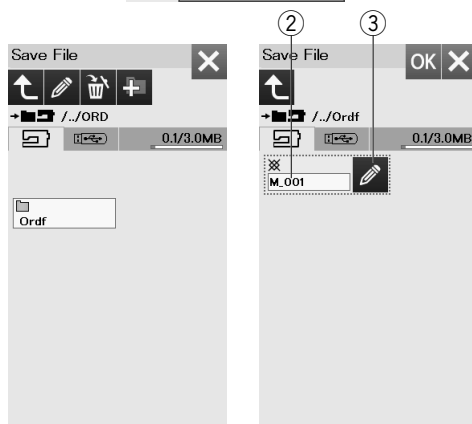 ② ③
Save File
/../ORD
0.1/3.0MB
Ordf
Save File OK
/../Ordf
0.1/3.0MB
M_001